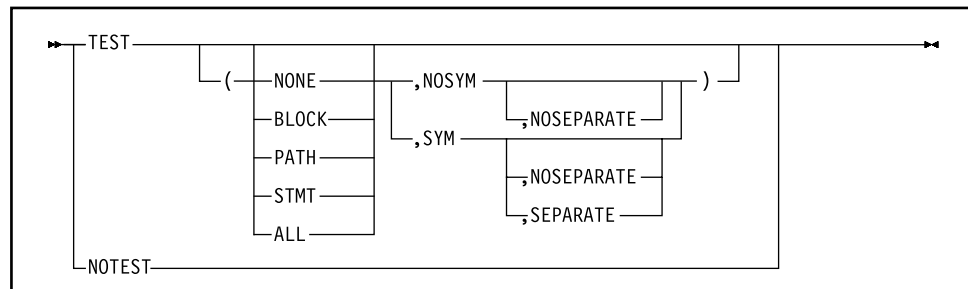 TEST
( NONE ,NOSYM )
,NOSEPARATE
BLOCK
,SYM
PATH
,NOSEPARATE
STMT
,SEPARATE
ALL
NOTEST